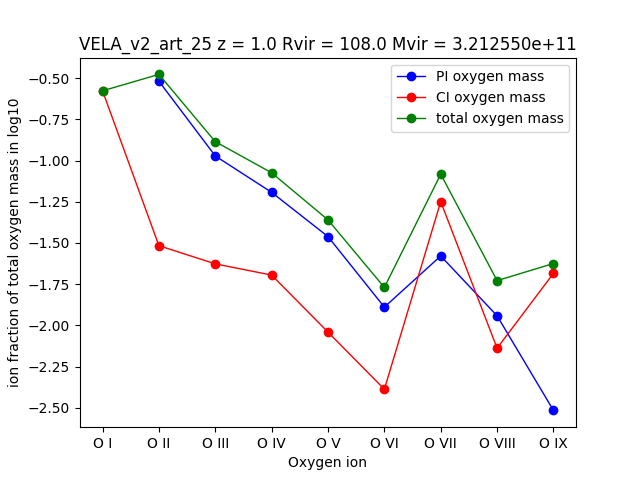 VELA_v2_art_25 z = 1.0 Rvir = 108.0 Mvir = 3.212550e+11
PI oxygen mass
CI oxygen mass
total oxygen mass
ion fraction of total oxygen mass in log10
−0.50
−0.75
−1.00
−1.25
−1.50
−1.75
−2.00
−2.25
−2.50
O I O II O III O IV O V O VI O VII O VIII O IX
Oxygen ion